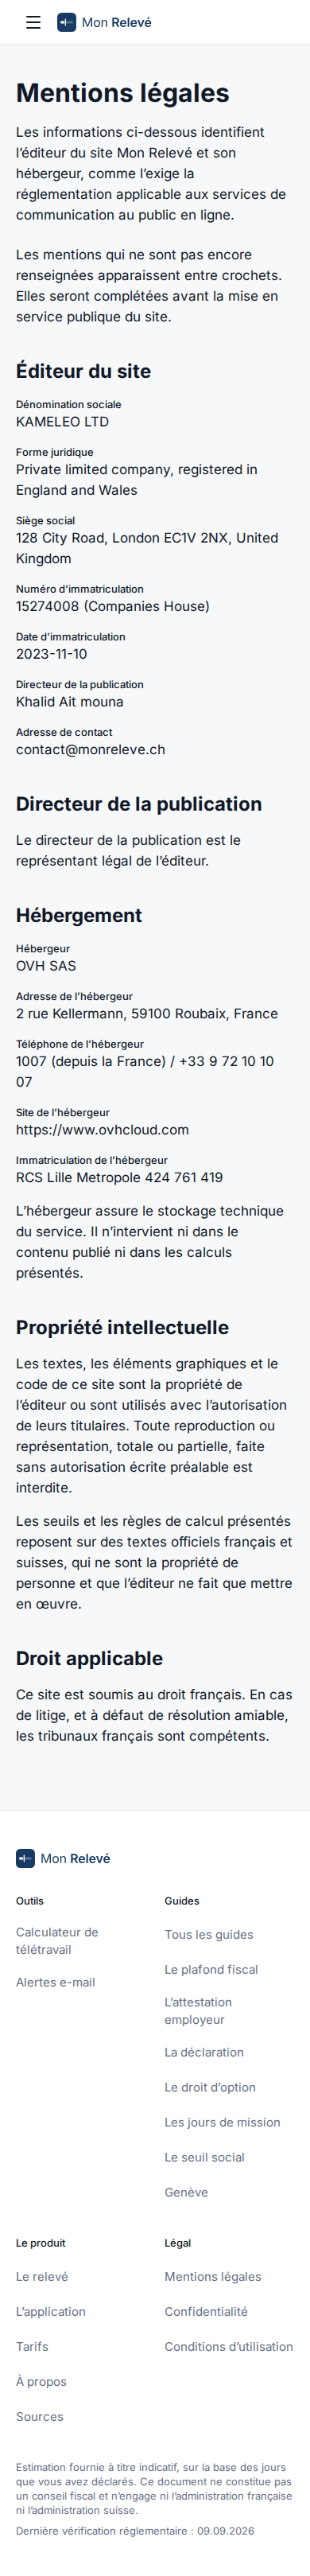 Mon Relevé
Mentions légales
Les informations ci-dessous identifient
l’éditeur du site Mon Relevé et son
hébergeur, comme l’exige la
réglementation applicable aux services de
communication au public en ligne.
Les mentions qui ne sont pas encore
renseignées apparaissent entre crochets.
Elles seront complétées avant la mise en
service publique du site.
Éditeur du site
Dénomination sociale
KAMELEO LTD
Forme juridique
Private limited company, registered in
England and Wales
Siège social
128 City Road, London EC1V 2NX, United
Kingdom
Numéro d’immatriculation
15274008 (Companies House)
Date d’immatriculation
2023-11-10
Directeur de la publication
Khalid Ait mouna
Adresse de contact
contact@monreleve.ch
Directeur de la publication
Le directeur de la publication est le
représentant légal de l’éditeur.
Hébergement
Hébergeur
OVH SAS
Adresse de l’hébergeur
2 rue Kellermann, 59100 Roubaix, France
Téléphone de l’hébergeur
1007 (depuis la France) / +33 9 72 10 10
07
Site de l’hébergeur
https://www.ovhcloud.com
Immatriculation de l’hébergeur
RCS Lille Metropole 424 761 419
L’hébergeur assure le stockage technique
du service. Il n’intervient ni dans le
contenu publié ni dans les calculs
présentés.
Propriété intellectuelle
Les textes, les éléments graphiques et le
code de ce site sont la propriété de
l’éditeur ou sont utilisés avec l’autorisation
de leurs titulaires. Toute reproduction ou
représentation, totale ou partielle, faite
sans autorisation écrite préalable est
interdite.
Les seuils et les règles de calcul présentés
reposent sur des textes officiels français et
suisses, qui ne sont la propriété de
personne et que l’éditeur ne fait que mettre
en œuvre.
Droit applicable
Ce site est soumis au droit français. En cas
de litige, et à défaut de résolution amiable,
les tribunaux français sont compétents.
Mon Relevé
Outils
Calculateur de
télétravail
Alertes e-mail
Guides
Tous les guides
Le plafond fiscal
L’attestation
employeur
La déclaration
Le droit d’option
Les jours de mission
Le seuil social
Genève
Le produit
Le relevé
L’application
Tarifs
À propos
Sources
Légal
Mentions légales
Confidentialité
Conditions d’utilisation
Estimation fournie à titre indicatif, sur la base des jours
que vous avez déclarés. Ce document ne constitue pas
un conseil fiscal et n’engage ni l’administration française
ni l’administration suisse.
Dernière vérification réglementaire : 09.09.2026